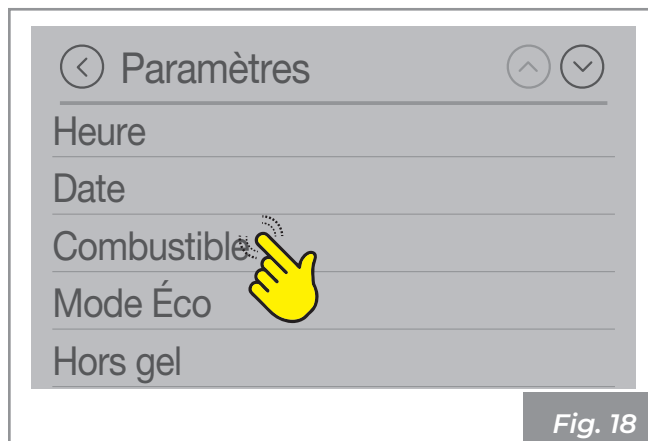 Paramètres
Heure
Date
Combustible
Mode Éco
Hors gel
Fig. 18